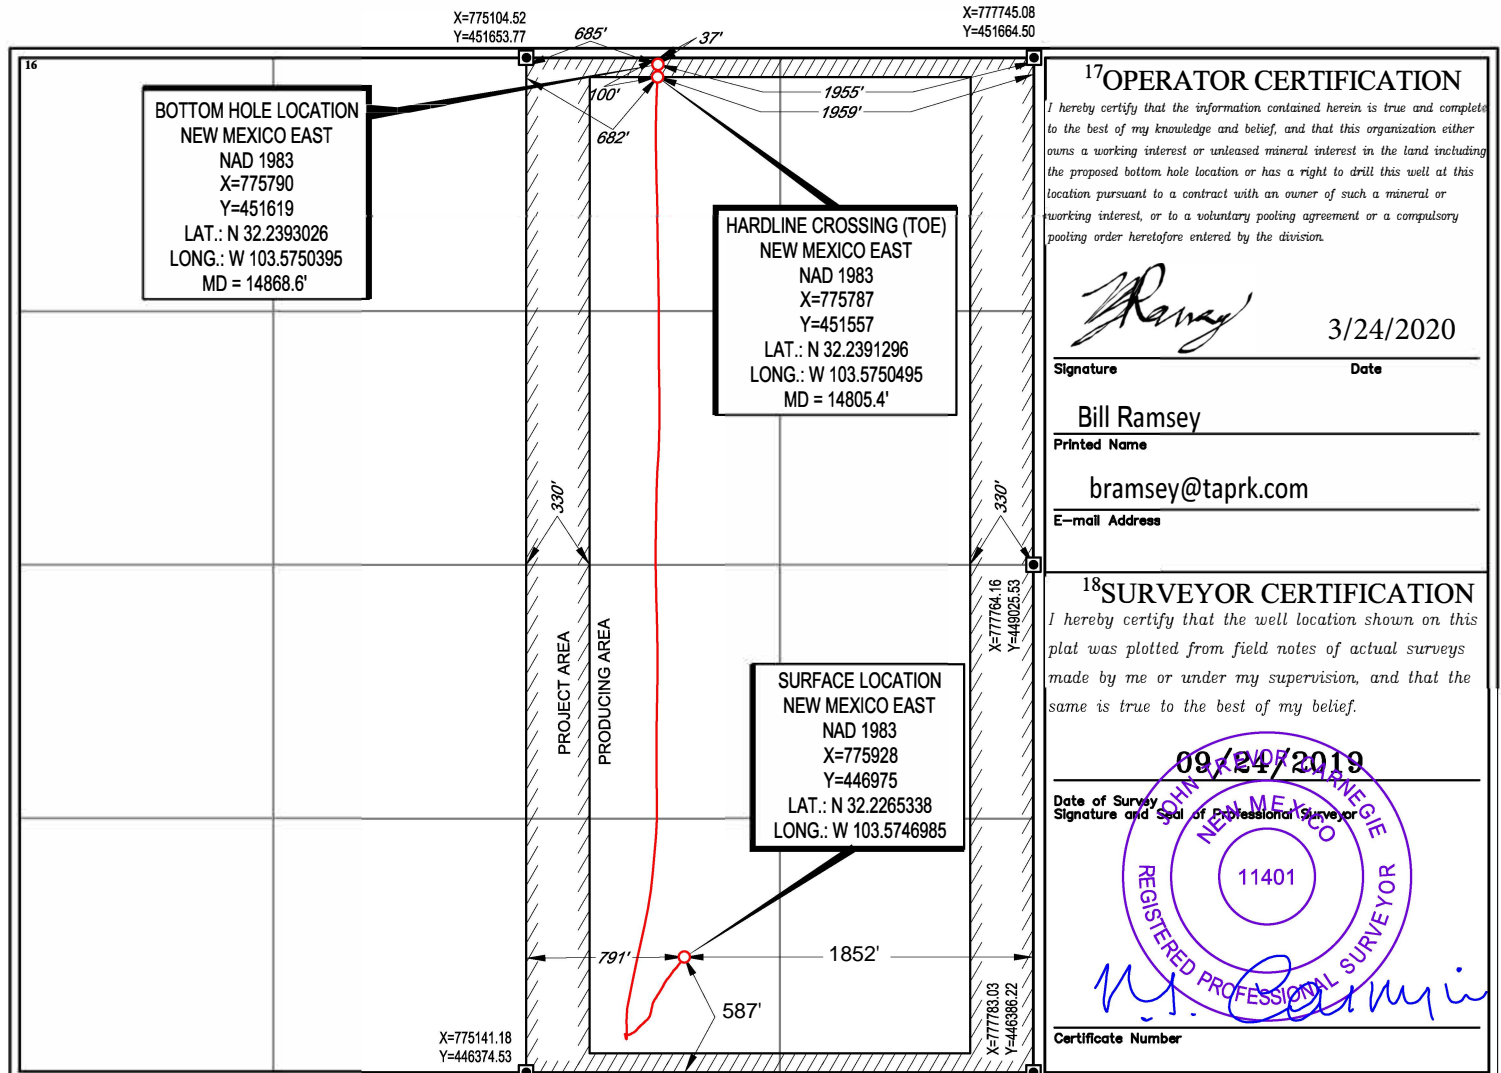 X=775104.52
Y=451653.77
X=777745.08
Y=451664.50
685'
37'
16
100'
682'
1955'
1959'
BOTTOM HOLE LOCATION
NEW MEXICO EAST
NAD 1983
X=775790
Y=451619
LAT.: N 32.2393026
LONG.: W 103.5750395
MD = 14868.6'
HARDLINE CROSSING (TOE)
NEW MEXICO EAST
NAD 1983
X=775787
Y=451557
LAT.: N 32.2391296
LONG.: W 103.5750495
MD = 14805.4'
330'
330'
X=777764.16
Y=449025.53
PROJECT AREA
PRODUCING AREA
SURFACE LOCATION
NEW MEXICO EAST
NAD 1983
X=775928
Y=446975
LAT.: N 32.2265338
LONG.: W 103.5746985
791'
1852'
587'
X=775141.18
Y=446374.53
X=777783.03
Y=446386.22
17 OPERATOR CERTIFICATION
I hereby certify that the information contained herein is true and complete
to the best of my knowledge and belief, and that this organization either
owns a working interest or unleased mineral interest in the land including
the proposed bottom hole location or has a right to drill this well at this
location pursuant to a contract with an owner of such a mineral or
working interest, or to a voluntary pooling agreement or a compulsory
pooling order heretofore entered by the division.
3/24/2020
Signature Date
Bill Ramsey
Printed Name
bramsey@taprk.com
E-mail Address
18 SURVEYOR CERTIFICATION
I hereby certify that the well location shown on this
plat was plotted from field notes of actual surveys
made by me or under my supervision, and that the
same is true to the best of my belief.
09/24/2019
Date of Survey
Signature and Seal of Professional Surveyor
JOHN TREVOR CARNEGIE
NEW MEXICO
11401
REGISTERED PROFESSIONAL SURVEYOR
Certificate Number